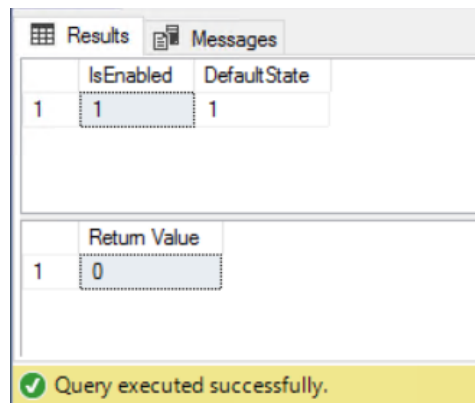 Results Messages
IsEnabled DefaultState
1 1 1
Return Value
1 0
Query executed successfully.